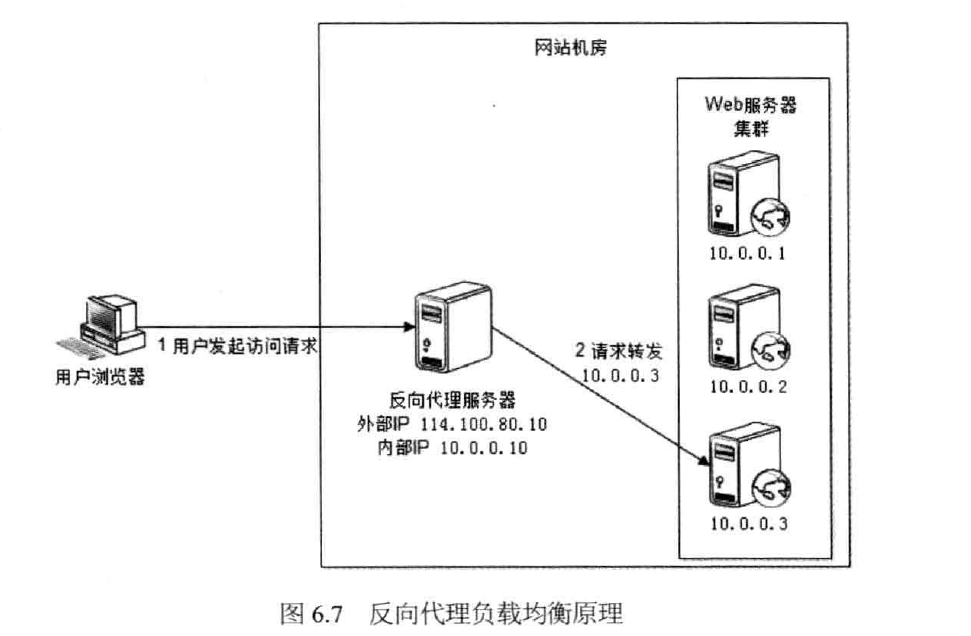 网站机房
Web服务器
集群
10.0.0.1
1 用户发起访问请求
用户浏览器
2 请求转发
10.0.0.3
10.0.0.2
反向代理服务器
外部IP 114.100.80.10
内部IP 10.0.0.10
10.0.0.3
图 6.7 反向代理负载均衡原理